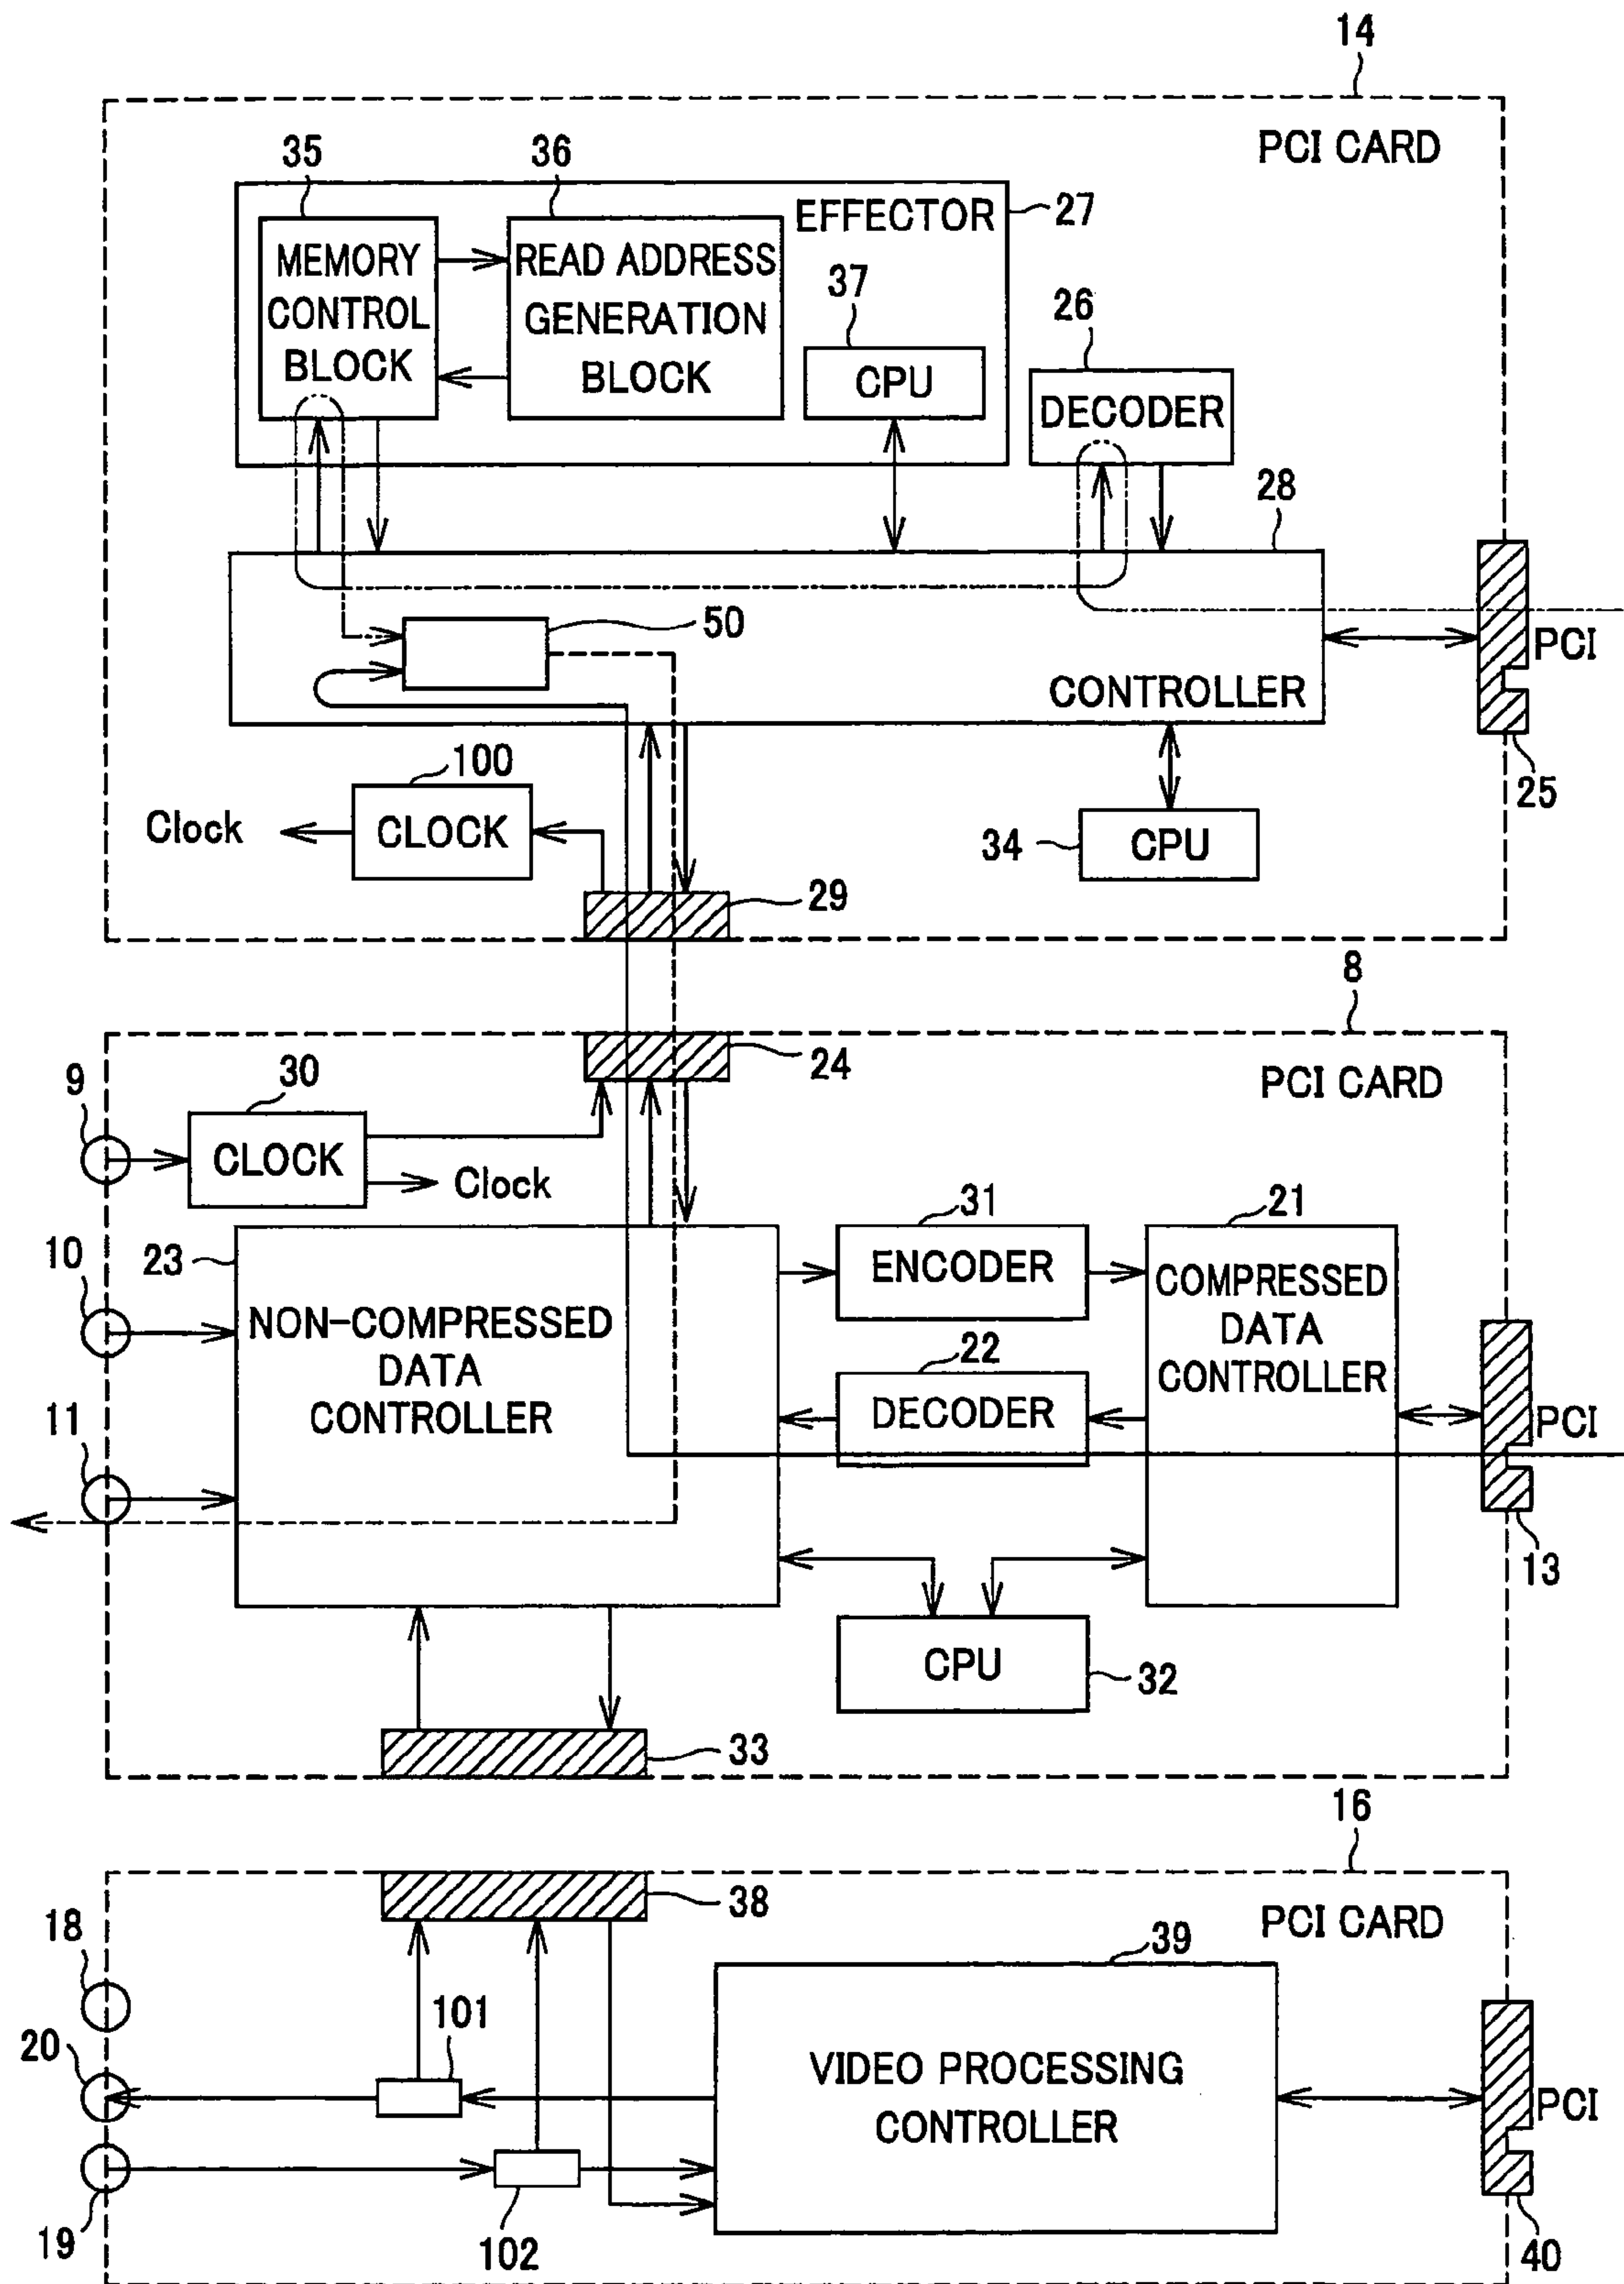 14
PCI CARD
35
36
EFFECTOR
27
MEMORY
CONTROL
BLOCK
READ ADDRESS
GENERATION
BLOCK
37
CPU
26
DECODER
28
50
PCI
CONTROLLER
25
100
Clock
CLOCK
34
CPU
29
8
24
PCI CARD
9
30
CLOCK
Clock
10
23
31
21
ENCODER
COMPRESSED
DATA
CONTROLLER
NON-COMPRESSED
DATA
CONTROLLER
22
DECODER
11
PCI
13
CPU
32
33
16
38
PCI CARD
18
39
101
20
VIDEO PROCESSING
CONTROLLER
PCI
19
102
40